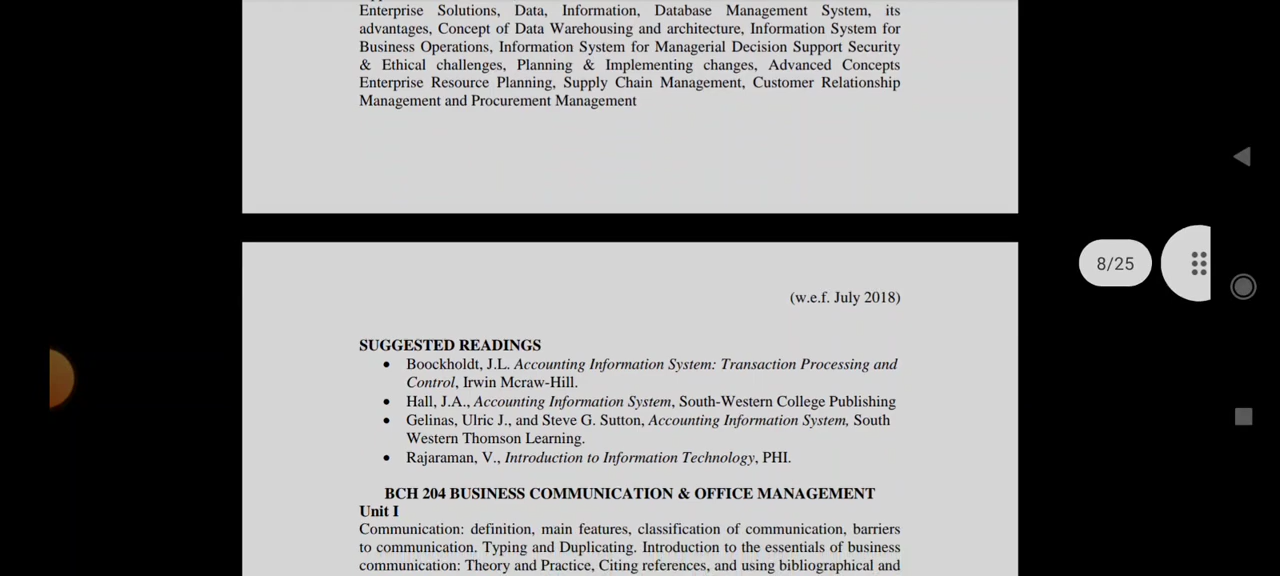 Enterprise Solutions, Data, Information, Database Management System, its
advantages, Concept of Data Warehousing and architecture, Information System for
Business Operations, Information System for Managerial Decision Support Security
& Ethical challenges, Planning & Implementing changes, Advanced Concepts
Enterprise Resource Planning, Supply Chain Management, Customer Relationship
Management and Procurement Management
8/25
(w.e.f. July 2018)
SUGGESTED READINGS
• Boockholdt, J.L. Accounting Information System: Transaction Processing and
Control, Irwin Mcraw-Hill.
• Hall, J.A., Accounting Information System, South-Western College Publishing
• Gelinas, Ulric J., and Steve G. Sutton, Accounting Information System, South
Western Thomson Learning.
• Rajaraman, V., Introduction to Information Technology, PHI.
BCH 204 BUSINESS COMMUNICATION & OFFICE MANAGEMENT
Unit I
Communication: definition, main features, classification of communication, barriers
to communication. Typing and Duplicating. Introduction to the essentials of business
communication: Theory and Practice, Citing references, and using bibliographical and